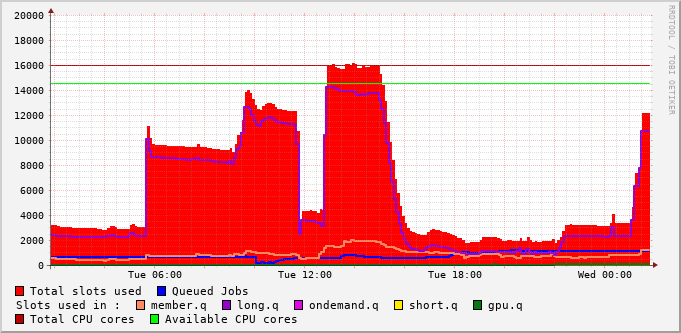 20000
18000
16000
14000
12000
10000
8000
6000
4000
2000
0
Tue 06:00 Tue 12:00 Tue 18:00 Wed 00:00
Total slots used Queued Jobs
Slots used in : member.q long.q ondemand.q short.q gpu.q
Total CPU cores Available CPU cores
RRDTOOL / TOBI OETIKER